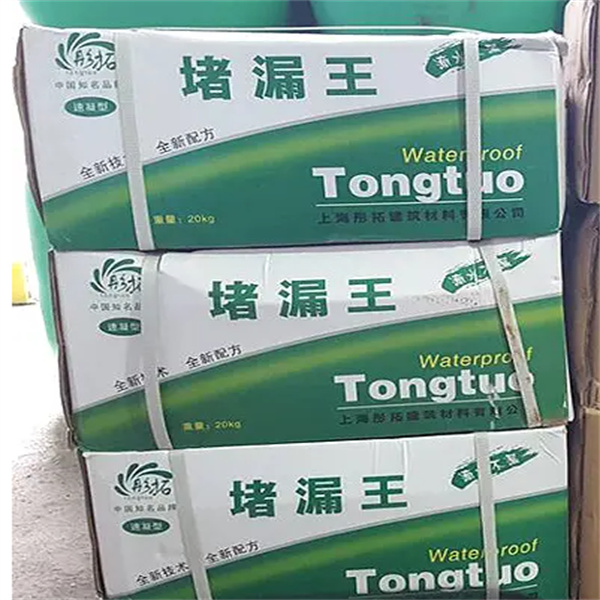 彤拓
Tongtuo
中国知名品牌
速凝型
堵漏王
全新技术 全新配方
Waterproof
Tongtuo
重量：20kg
上海彤拓建筑材料有限公司
彤拓
Tongtuo
中国知名品牌
速凝型
堵漏王
全新技术 全新配方
Waterproof
Tongtuo
重量：20kg
上海彤拓建筑材料有限公司
彤拓
Tongtuo
中国知名品牌
速凝型
堵漏王
全新技术 全新配方
Waterproof
Tongtuo